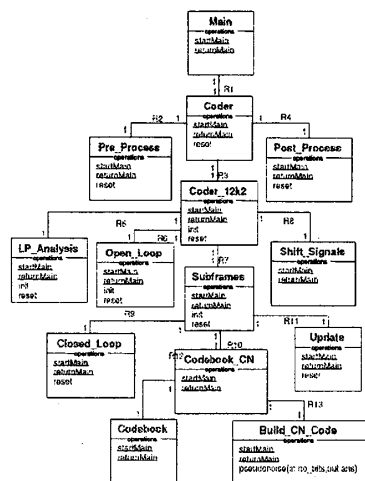 Main
operations
startMain
returnMain
R1
Coder
operations
startMain
returnMain
reset
R2
R4
Pre_Process
operations
startMain
returnMain
reset
Post_Process
operations
startMain
returnMain
reset
R3
Coder_12k2
operations
startMain
returnMain
init
reset
R5
R6
R8
R7
LP_Analysis
operations
startMain
returnMain
init
reset
Open_Loop
operations
startMain
returnMain
init
reset
Shift_Signals
operations
startMain
returnMain
Subframes
operations
startMain
returnMain
init
reset
R9
R10
R11
Closed_Loop
operations
startMain
returnMain
reset
Codebook_CN
operations
startMain
returnMain
Update
operations
startMain
returnMain
reset
R13
Codebook
operations
startMain
returnMain
Build_CN_Code
operations
startMain
returnMain